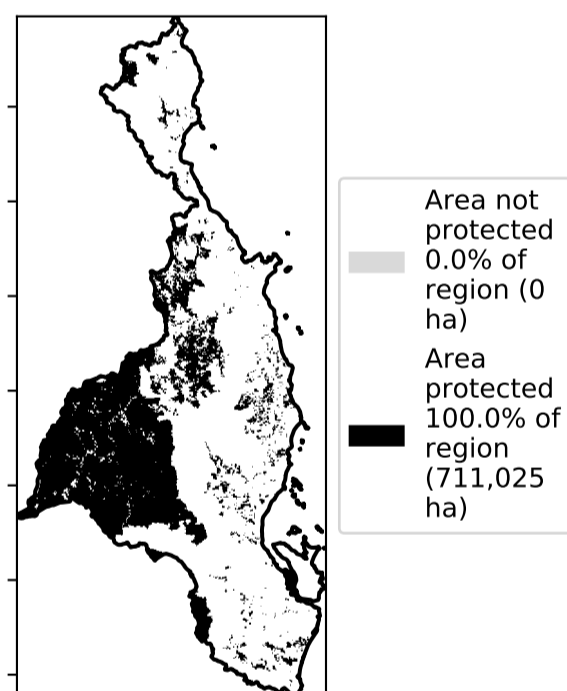 Area not
protected
0.0% of
region (0
ha)
Area
protected
100.0% of
region
(711,025
ha)